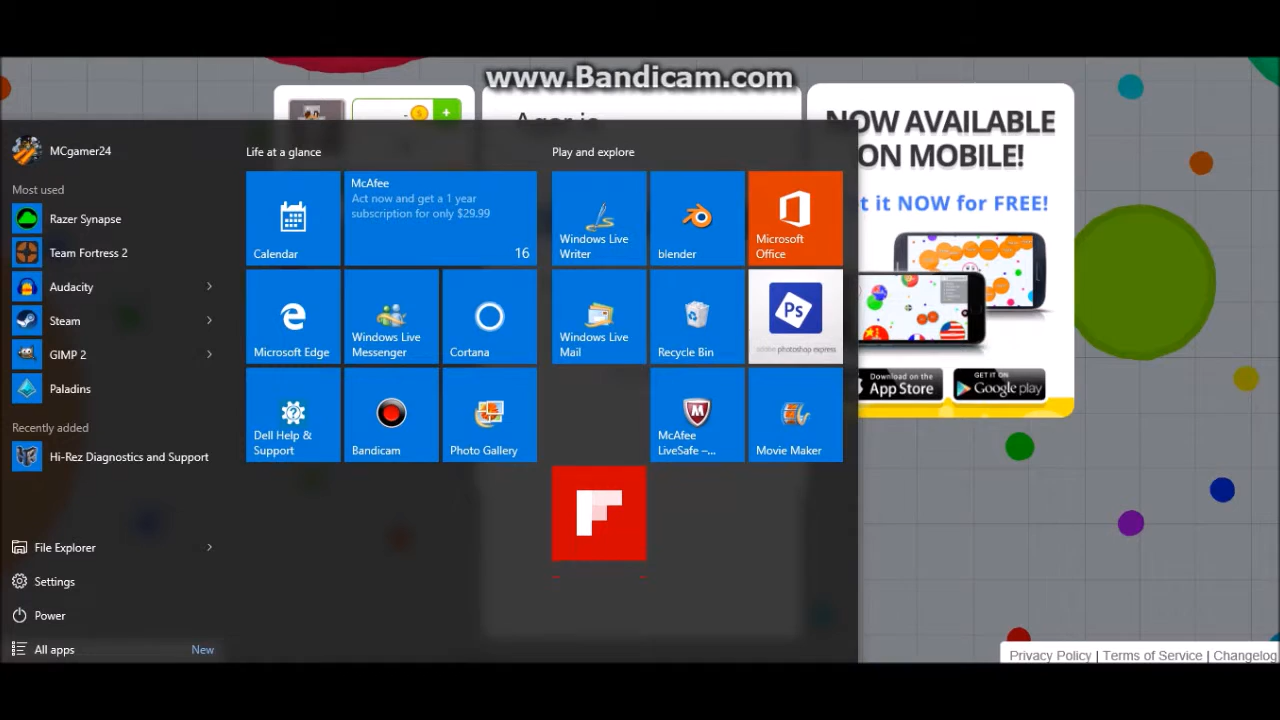 www.Bandicam.com
MCgamer24
Most used
Razer Synapse
Team Fortress 2
Audacity
Steam
GIMP 2
Paladins
Recently added
Hi-Rez Diagnostics and Support
File Explorer
Settings
Power
All apps
New
Life at a glance
Calendar
McAfee
Act now and get a 1 year
subscription for only $29.99
16
Microsoft Edge
Windows Live
Messenger
Cortana
Dell Help &
Support
Bandicam
Photo Gallery
Play and explore
Windows Live
Writer
blender
Microsoft
Office
Windows Live
Mail
Recycle Bin
Ps
adobe photoshop express
McAfee
LiveSafe –...
Movie Maker
NOW AVAILABLE
ON MOBILE!
t it NOW for FREE!
Download on the
App Store
GET IT ON
Google play
Privacy Policy | Terms of Service | Changelog